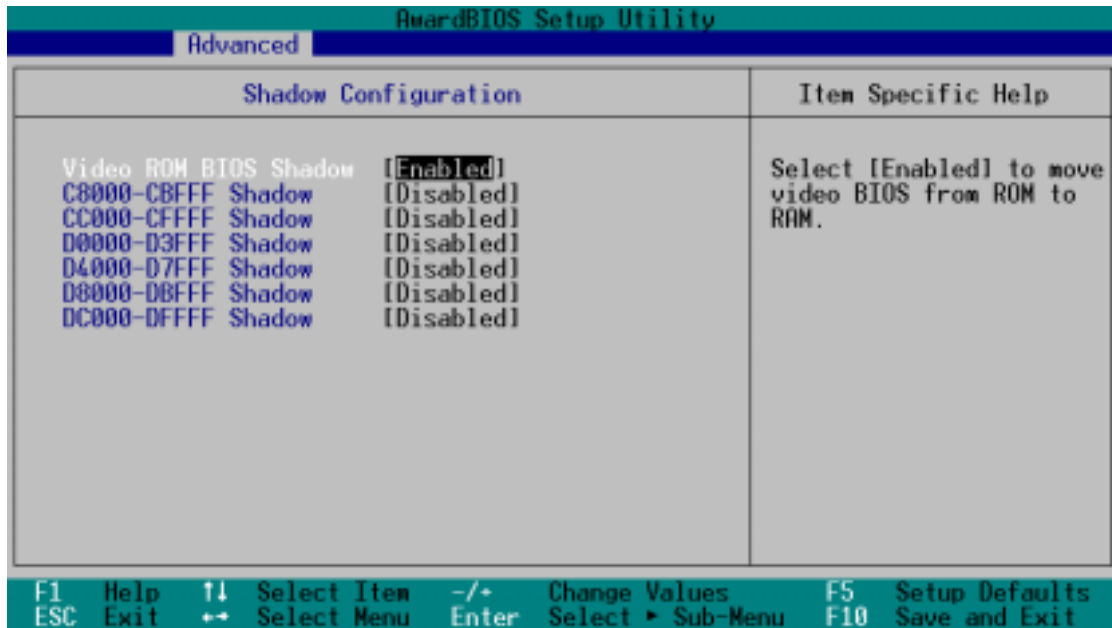 AwardBIOS Setup Utility
Advanced
Shadow Configuration
Item Specific Help
Video ROM BIOS Shadow [Enabled]
C8000-CBFFF Shadow [Disabled]
CC000-CFFFF Shadow [Disabled]
D0000-D3FFF Shadow [Disabled]
D4000-D7FFF Shadow [Disabled]
D8000-DBFFF Shadow [Disabled]
DC000-DFFFF Shadow [Disabled]
Select [Enabled] to move
video BIOS from ROM to
RAM.
F1 Help ↑↓ Select Item -/+ Change Values F5 Setup Defaults
ESC Exit ←→ Select Menu Enter Select ► Sub-Menu F10 Save and Exit